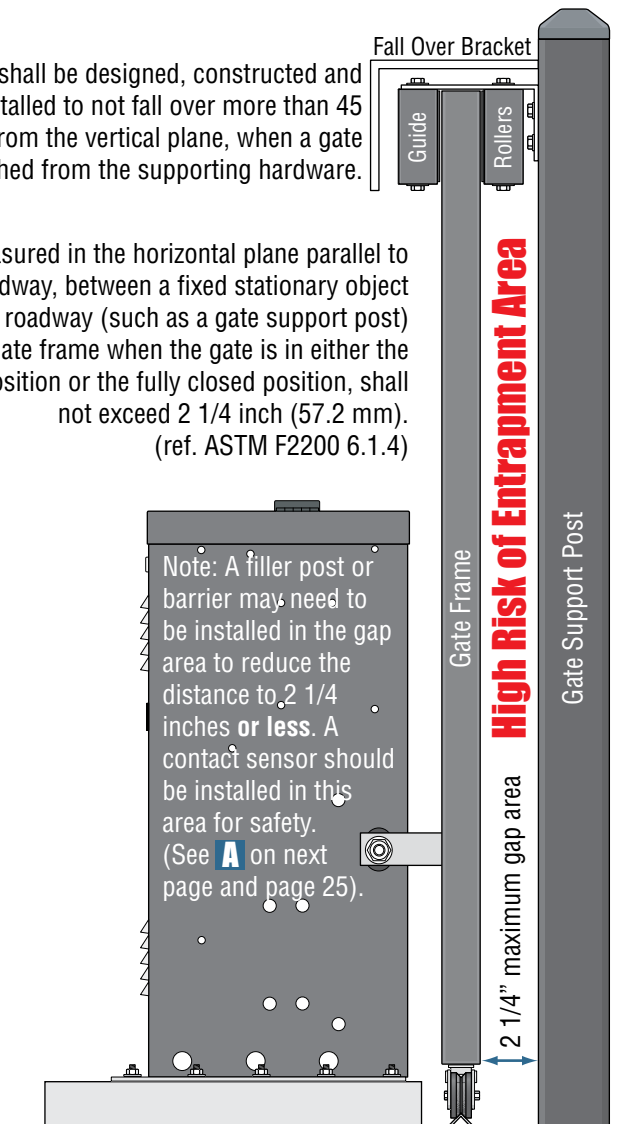 Fall Over Bracket
shall be designed, constructed and
stalled to not fall over more than 45
from the vertical plane, when a gate
ched from the supporting hardware.
Guide
Rollers
asured in the horizontal plane parallel to
dway, between a fixed stationary object
roadway (such as a gate support post)
ate frame when the gate is in either the
osition or the fully closed position, shall
not exceed 2 1/4 inch (57.2 mm).
(ref. ASTM F2200 6.1.4)
Note: A filler post or
barrier may need to
be installed in the gap
area to reduce the
distance to 2 1/4
inches or less. A
contact sensor should
be installed in this
area for safety.
(See A on next
page and page 25).
Gate Frame
High Risk of Entrapment Area
2 1/4” maximum gap area
Gate Support Post